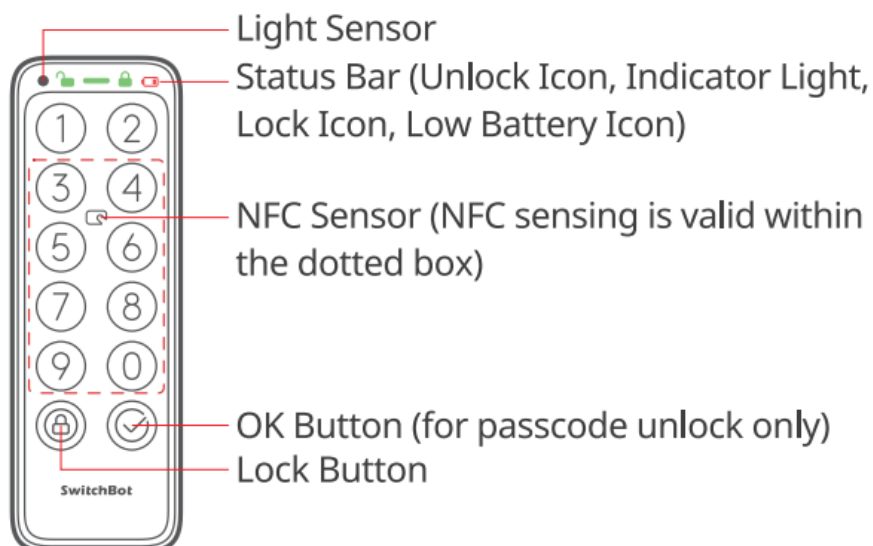 Light Sensor
Status Bar (Unlock Icon, Indicator Light,
Lock Icon, Low Battery Icon)
1 2
3 4
NFC Sensor (NFC sensing is valid within
the dotted box)
5 6
7 8
9 0
OK Button (for passcode unlock only)
Lock Button
SwitchBot